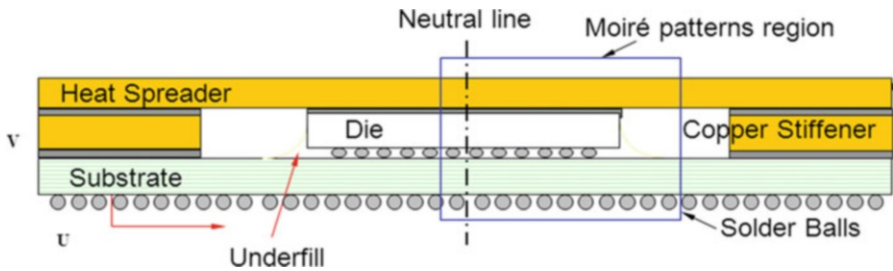 Neutral line
Moiré patterns region
Heat Spreader
V
Die
Copper Stiffener
Substrate
U
Underfill
Solder Balls